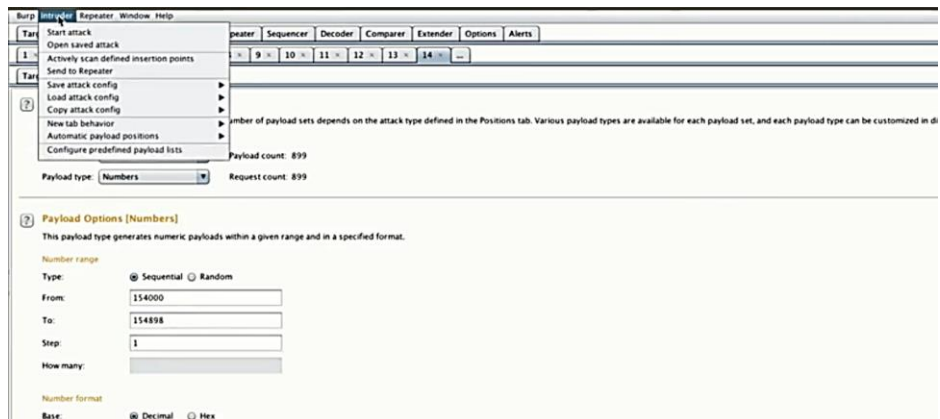 Burp Intruder Repeater Window Help
Start attack
Open saved attack
Actively scan defined insertion points
Send to Repeater
Save attack config
Load attack config
Copy attack config
New tab behavior
Automatic payload positions
Configure predefined payload lists
Tar peater Sequencer Decoder Comparer Extender Options Alerts
1 × 9 × 10 × 11 × 12 × 13 × 14 × ...
Tar
? umber of payload sets depends on the attack type defined in the Positions tab. Various payload types are available for each payload set, and each payload type can be customized in di
Payload count: 899
Payload type: Numbers Request count: 899
? Payload Options [Numbers]
This payload type generates numeric payloads within a given range and in a specified format.
Number range
Type: Sequential Random
From: 154000
To: 154898
Step: 1
How many:
Number format
Base: Decimal Hex